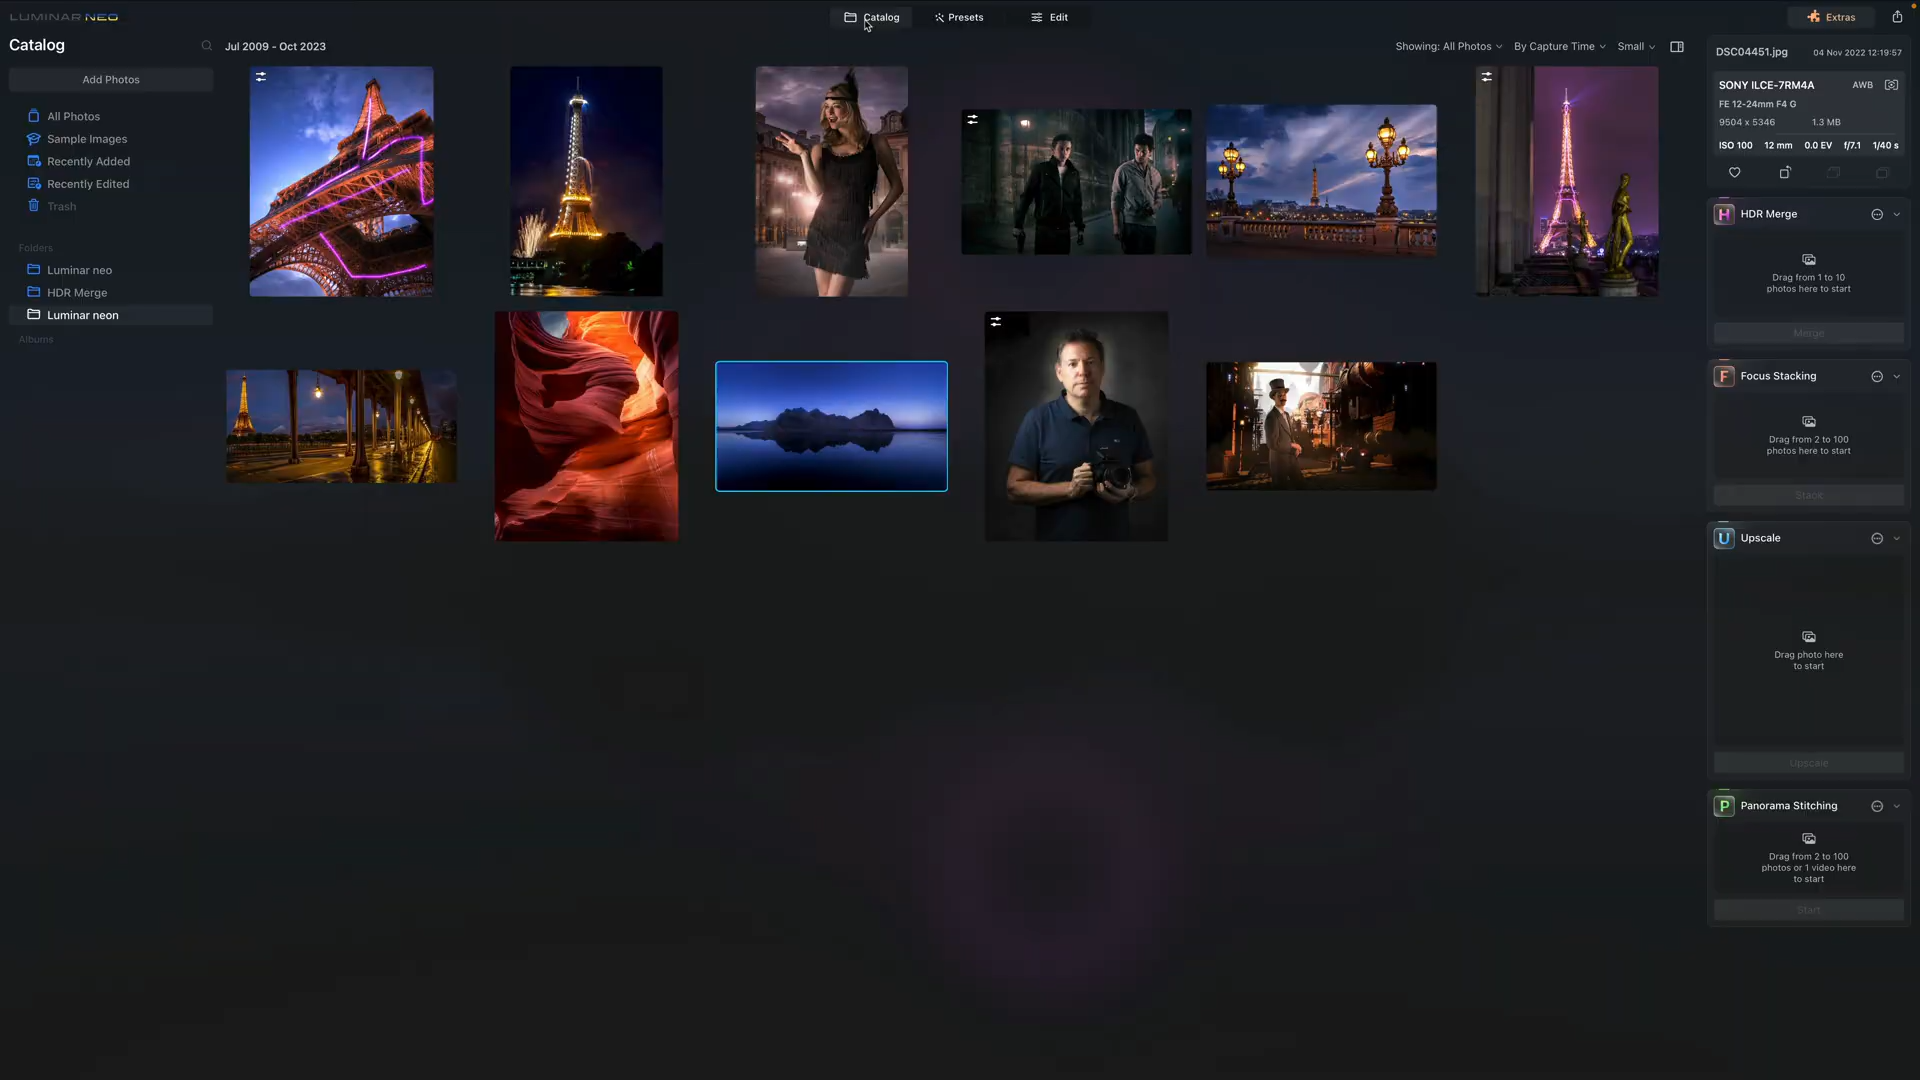 LUMINAR NEO
Catalog
Presets
Edit
Extras
Catalog
Jul 2009 - Oct 2023
Showing: All Photos
By Capture Time
Small
Add Photos
All Photos
Sample Images
Recently Added
Recently Edited
Trash
Folders
Luminar neo
HDR Merge
Luminar neon
Albums
DSC04451.jpg
04 Nov 2022 12:19:57
SONY ILCE-7RM4A
AWB
FE 12-24mm F4 G
9504 x 5346
1.3 MB
ISO 100
12 mm
0.0 EV
f/7.1
1/40 s
H
HDR Merge
Drag from 1 to 10
photos here to start
Merge
F
Focus Stacking
Drag from 2 to 100
photos here to start
Stack
U
Upscale
Drag photo here
to start
Upscale
P
Panorama Stitching
Drag from 2 to 100
photos or 1 video here
to start
Start